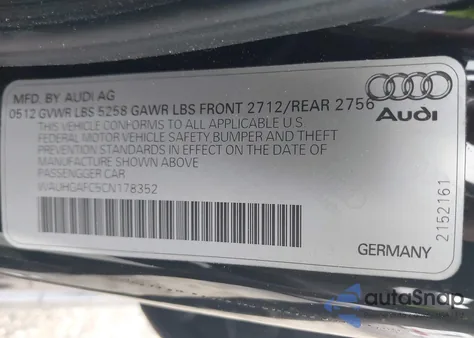 MFD. BY AUDI AG
0512 GVWR LBS 5258 GAWR LBS FRONT 2712/REAR 2756
THIS VEHICLE CONFORMS TO ALL APPLICABLE U.S
FEDERAL MOTOR VEHICLE
SAFETY, BUMPER AND THEFT
PREVENTION STANDARDS IN EFFECT ON THE DATE OF
MANUFACTURE SHOWN ABOVE
PASSENGGER CAR
WAUHGAFC5CN178352
Audi
2152161
GERMANY
autoSnap